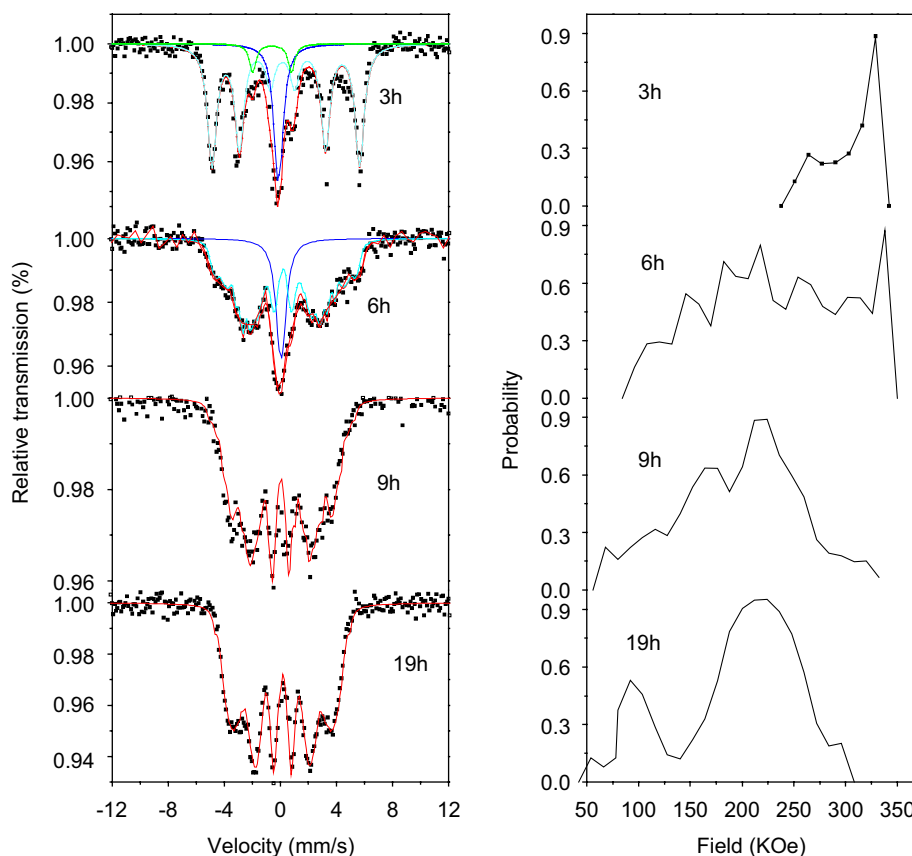 1.00
0.98
0.96
3h
1.00
0.98
0.96
6h
1.00
0.98
0.96
9h
1.00
0.98
0.96
0.94
19h
-12 -8 -4 0 4 8 12
Velocity (mm/s)
Relative transmission (%)
0.9
0.6
0.3
0.0
3h
0.9
0.6
0.3
0.0
6h
0.9
0.6
0.3
0.0
9h
0.9
0.6
0.3
0.0
19h
50 100 150 200 250 300 350
Field (KOe)
Probability